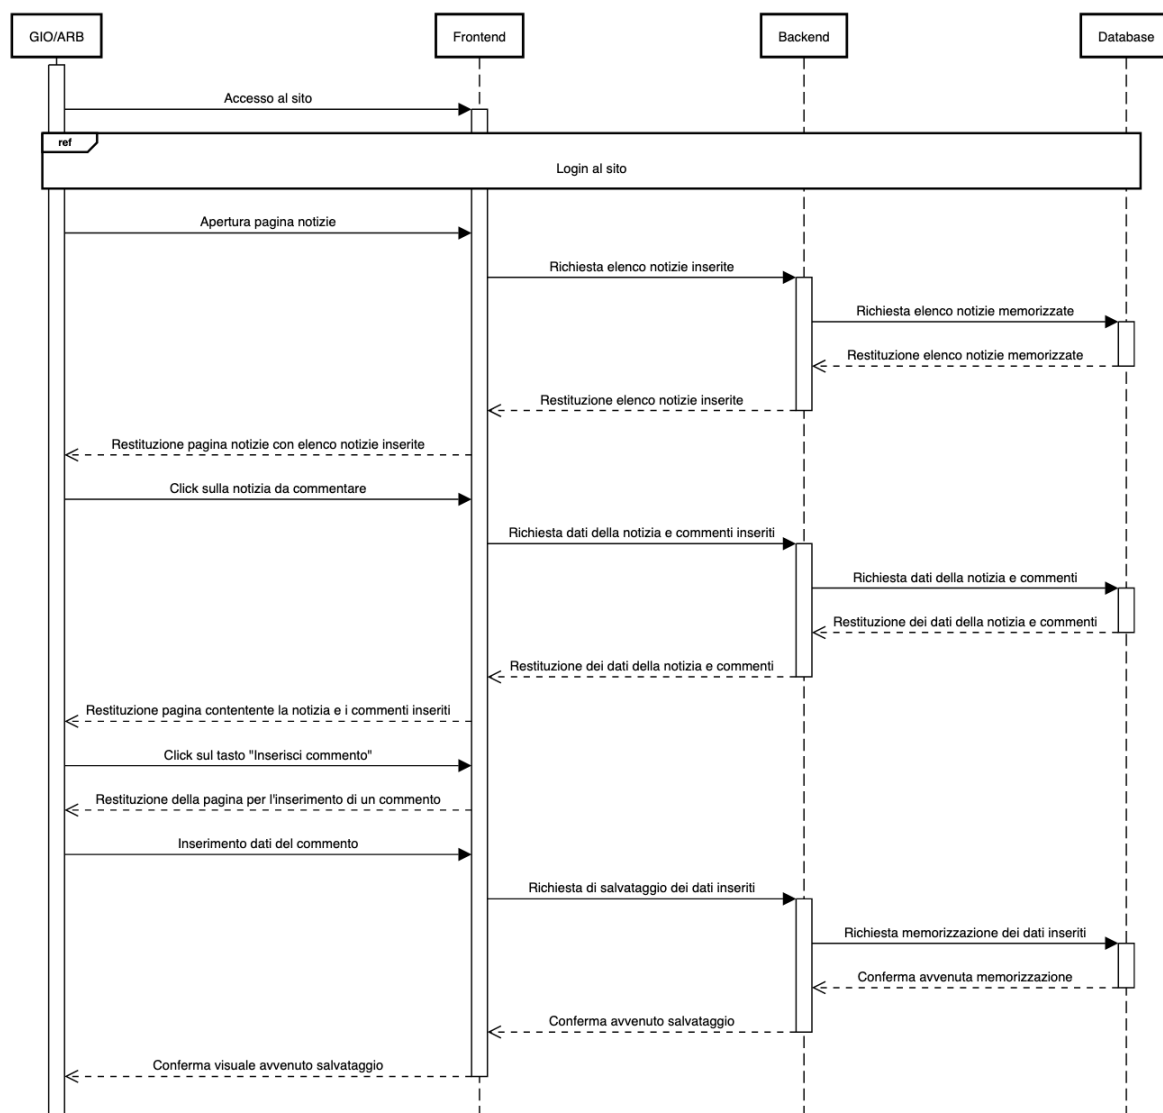 GIO/ARB
Frontend
Backend
Database
Accesso al sito
ref
Login al sito
Apertura pagina notizie
Richiesta elenco notizie inserite
Richiesta elenco notizie memorizzate
Restituzione elenco notizie memorizzate
Restituzione elenco notizie inserite
Restituzione pagina notizie con elenco notizie inserite
Click sulla notizia da commentare
Richiesta dati della notizia e commenti inseriti
Richiesta dati della notizia e commenti
Restituzione dei dati della notizia e commenti
Restituzione dei dati della notizia e commenti
Restituzione pagina contentente la notizia e i commenti inseriti
Click sul tasto "Inserisci commento"
Restituzione della pagina per l'inserimento di un commento
Inserimento dati del commento
Richiesta di salvataggio dei dati inseriti
Richiesta memorizzazione dei dati inseriti
Conferma avvenuta memorizzazione
Conferma avvenuto salvataggio
Conferma visuale avvenuto salvataggio